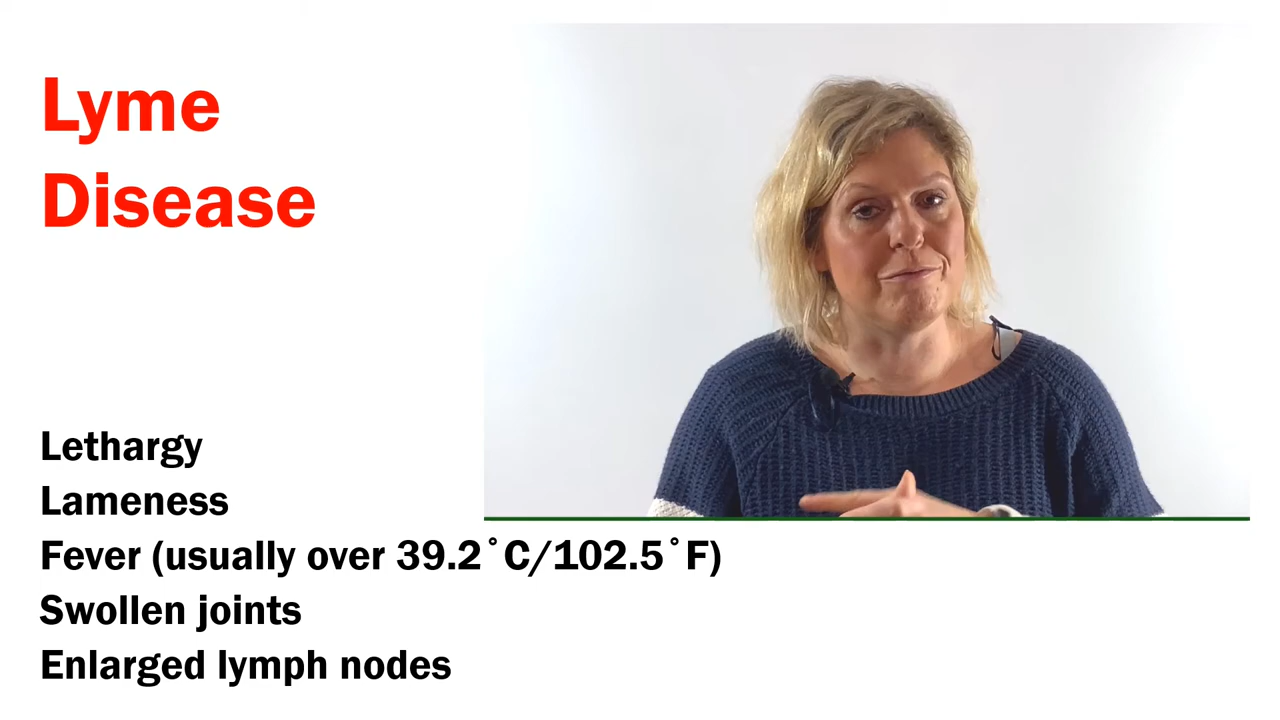 Lyme
Disease
Lethargy
Lameness
Fever (usually over 39.2˚C/102.5˚F)
Swollen joints
Enlarged lymph nodes